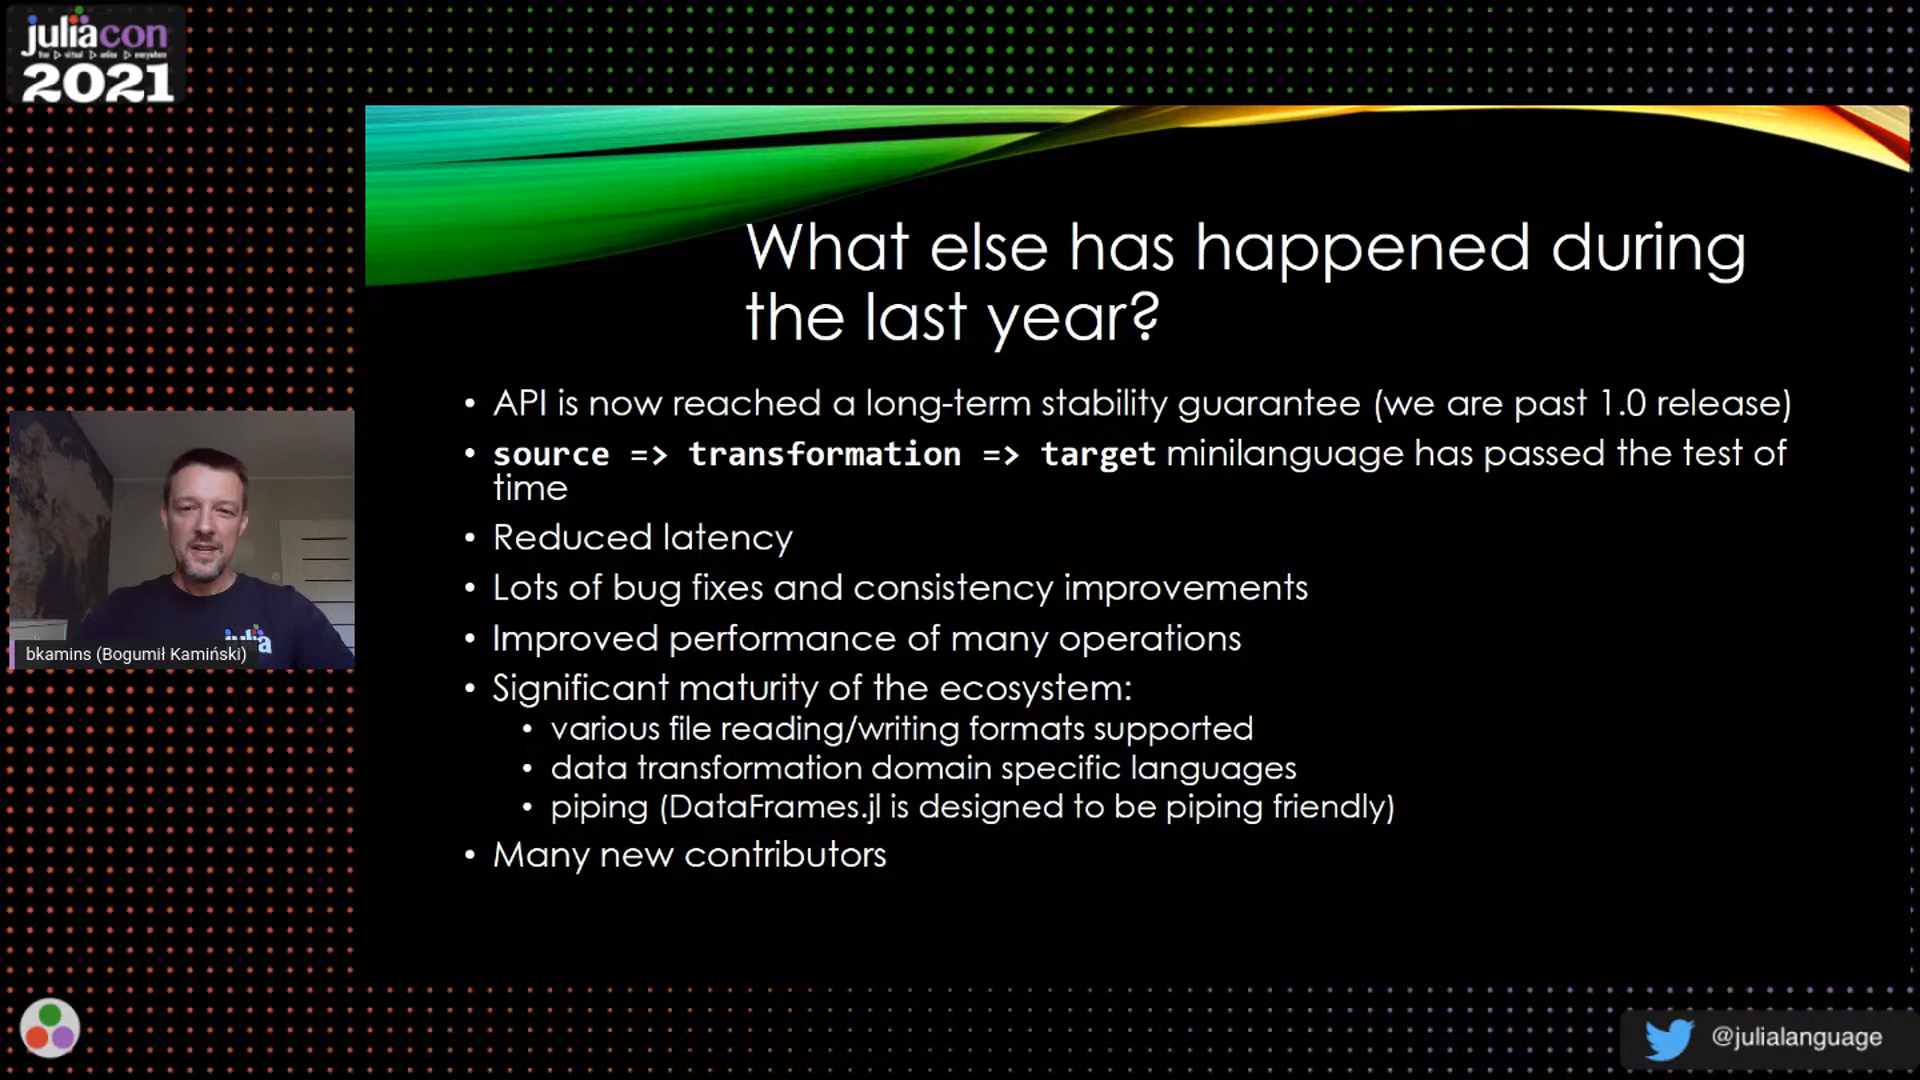 juliacon
2021
What else has happened during
the last year?
• API is now reached a long-term stability guarantee (we are past 1.0 release)
• source => transformation => target minilanguage has passed the test of
time
• Reduced latency
• Lots of bug fixes and consistency improvements
• Improved performance of many operations
• Significant maturity of the ecosystem:
• various file reading/writing formats supported
• data transformation domain specific languages
• piping (DataFrames.jl is designed to be piping friendly)
• Many new contributors
julia
bkamins (Bogumił Kamiński)
@julialanguage